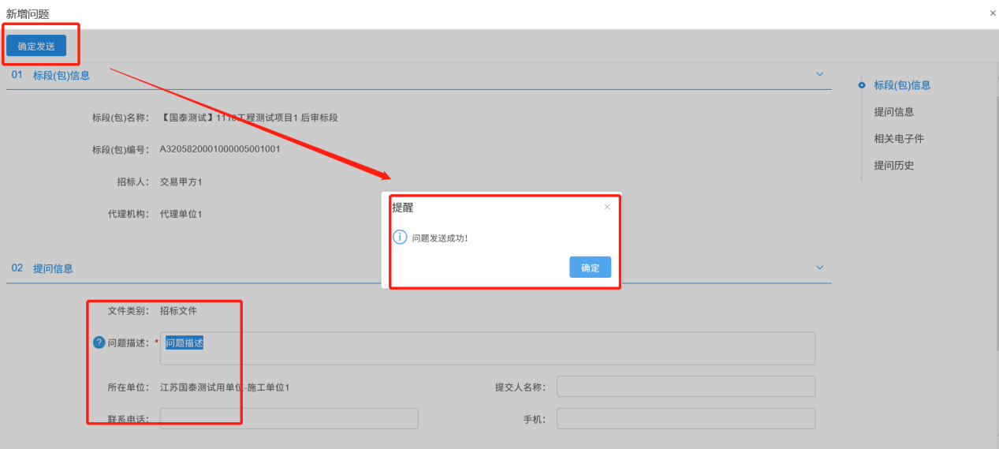 新增问题
确定发送
01 标段(包)信息
标段(包)信息
提问信息
相关电子件
提问历史
标段(包)名称: 【国泰测试】1110工程测试项目1 后审标段
标段(包)编号: A3205820001000005001001
招标人: 交易甲方1
代理机构: 代理单位1
提醒
问题发送成功!
确定
02 提问信息
文件类别: 招标文件
问题描述: * 问题描述
所在单位: 江苏国泰测试用单位-施工单位1 提交人名称:
联系电话: 手机: